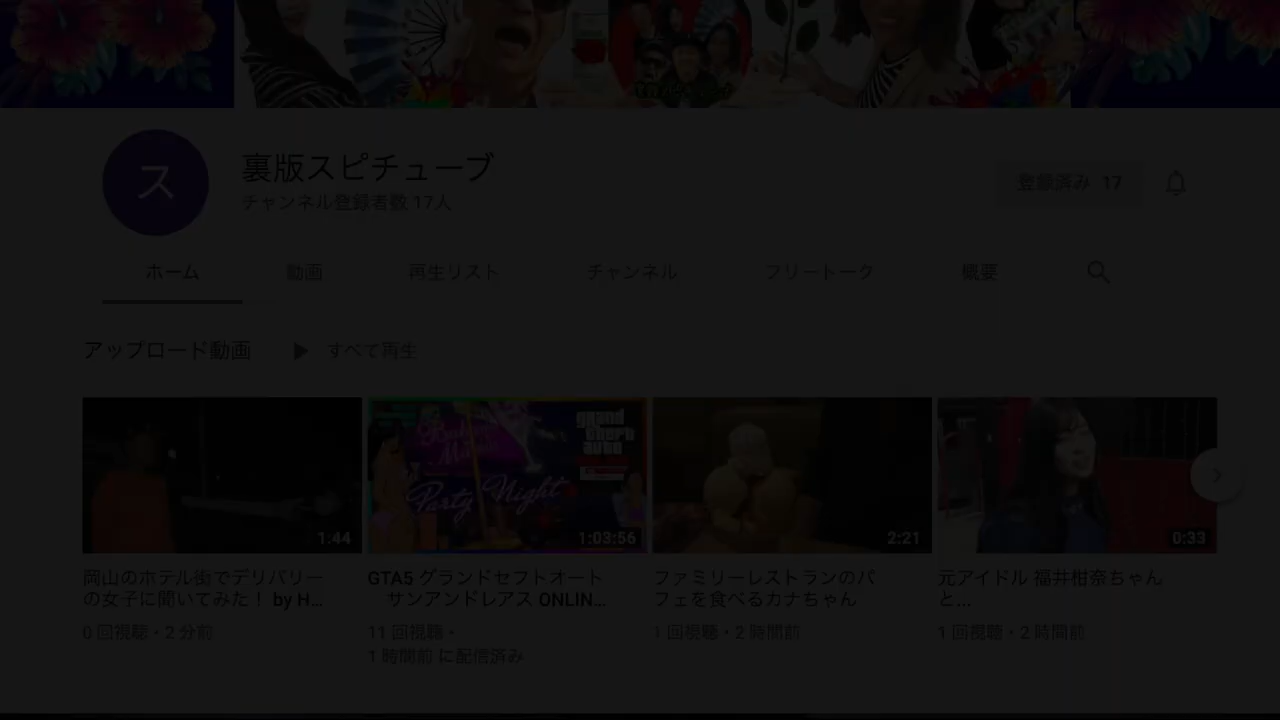 ス
裏版スピチューブ
チャンネル登録者数 17人
登録済み 17
ホーム 動画 再生リスト チャンネル フリートーク 概要
アップロード動画 すべて再生
1:44
grand
theft
auto
Party Night
1:03:56
2:21
0:33
岡山のホテル街でデリバリー
の女子に聞いてみた！ by H...
0 回視聴・2 分前
GTA5 グランドセフトオート
サンアンドレアス ONLIN...
11 回視聴・
1 時間前 に配信済み
ファミリーレストランのパ
フェを食べるカナちゃん
1 回視聴・2 時間前
元アイドル 福井柑奈ちゃん
と...
1 回視聴・2 時間前